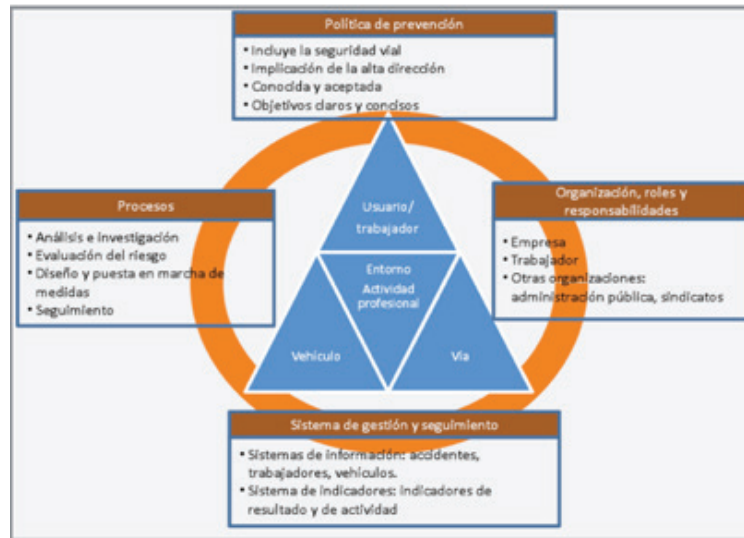 Política de prevención
• Incluye la seguridad vial
• Implicación de la alta dirección
• Conocida y aceptada
• Objetivos claros y concisos
Procesos
• Análisis e investigación
• Evaluación del riesgo
• Diseño y puesta en marcha de
medidas
• Seguimiento
Usuario/
trabajador
Entorno
Actividad
profesional
Vehículo
Vía
Organización, roles y
responsabilidades
• Empresa
• Trabajador
• Otras organizaciones:
administración pública, sindicatos
Sistema de gestión y seguimiento
• Sistemas de información: accidentes,
trabajadores, vehículos.
• Sistema de indicadores: indicadores de
resultado y de actividad